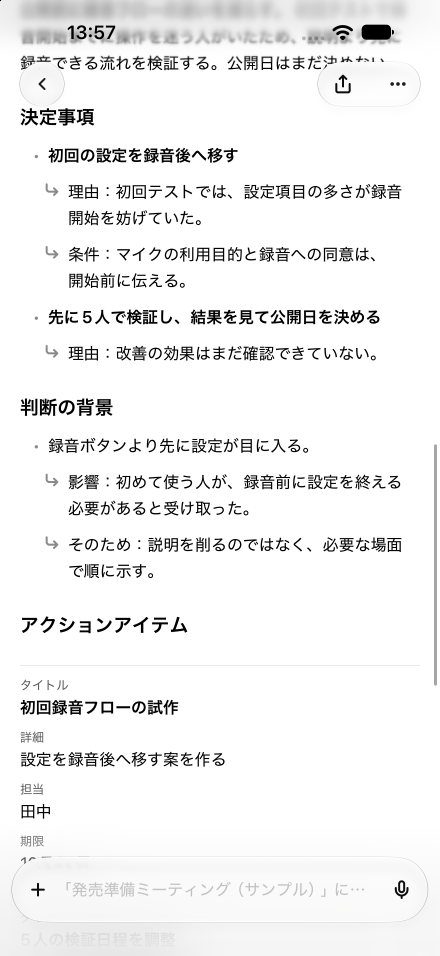 13:57
録音できる流れを検証する。公開日はまだ決めない
決定事項
・初回の設定を録音後へ移す
理由：初回テストでは、設定項目の多さが録音
開始を妨げていた。
条件：マイクの利用目的と録音への同意は、
開始前に伝える。
・先に5人で検証し、結果を見て公開日を決める
理由：改善の効果はまだ確認できていない。
判断の背景
・録音ボタンより先に設定が目に入る。
影響：初めて使う人が、録音前に設定を終える
必要があると受け取った。
そのため：説明を削るのではなく、必要な場面
で順に示す。
アクションアイテム
タイトル
初回録音フローの試作
詳細
設定を録音後へ移す案を作る
担当
田中
期限
「発売準備ミーティング（サンプル）」に…
5人の検証日程を調整